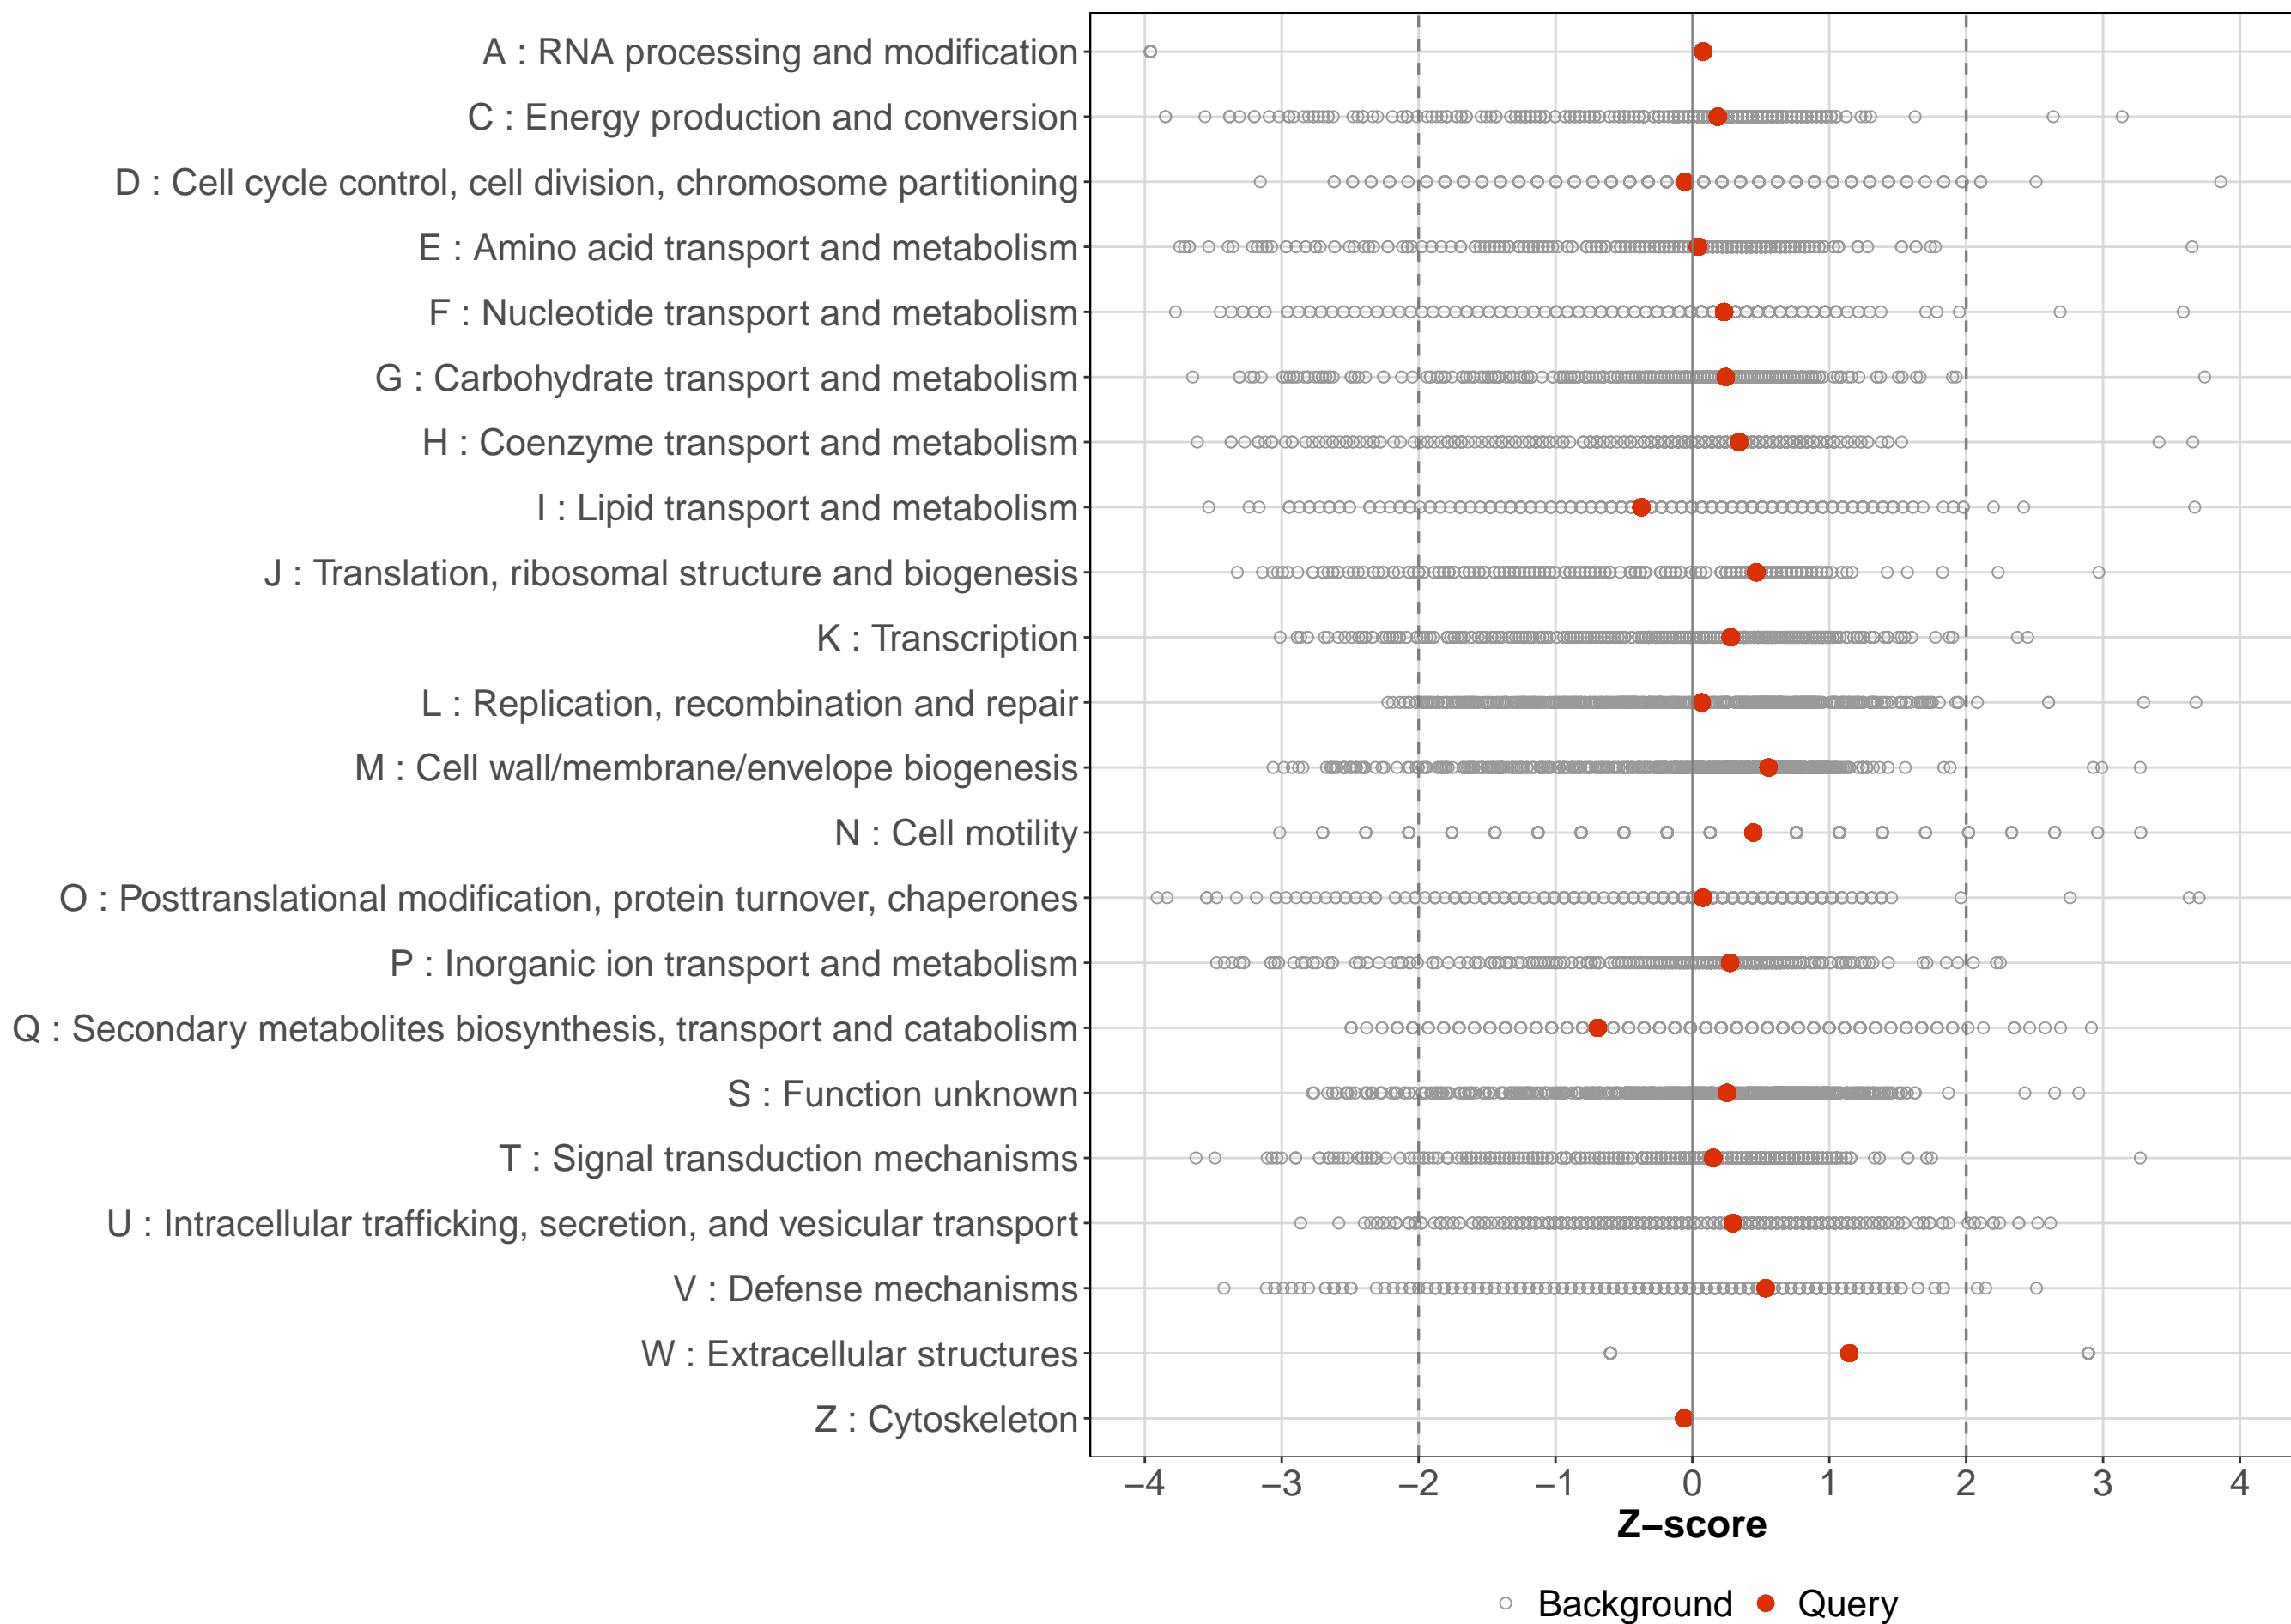 A : RNA processing and modification
C : Energy production and conversion
D : Cell cycle control, cell division, chromosome partitioning
E : Amino acid transport and metabolism
F : Nucleotide transport and metabolism
G : Carbohydrate transport and metabolism
H : Coenzyme transport and metabolism
I : Lipid transport and metabolism
J : Translation, ribosomal structure and biogenesis
K : Transcription
L : Replication, recombination and repair
M : Cell wall/membrane/envelope biogenesis
N : Cell motility
O : Posttranslational modification, protein turnover, chaperones
P : Inorganic ion transport and metabolism
Q : Secondary metabolites biosynthesis, transport and catabolism
S : Function unknown
T : Signal transduction mechanisms
U : Intracellular trafficking, secretion, and vesicular transport
V : Defense mechanisms
W : Extracellular structures
Z : Cytoskeleton
−4 −3 −2 −1 0 1 2 3 4
Z−score
Background Query